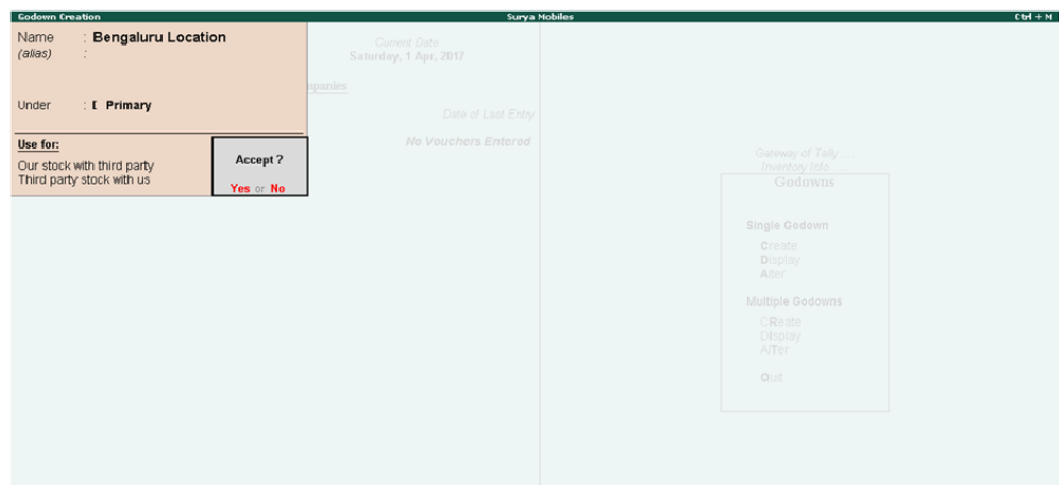 Godown Creation Surya Mobiles Ctrl + M
Name : Bengaluru Location
(alias) :
Under : Primary
Use for:
Our stock with third party
Third party stock with us
Accept ?
Yes or No
Current Date
Saturday, 1 Apr, 2017
mpanies
Date of Last Entry
No Vouchers Entered
Gateway of Tally ....
Inventory Info. ...
Godowns
Single Godown
Create
Display
Alter
Multiple Godowns
CReate
DIsplay
AlTer
Quit